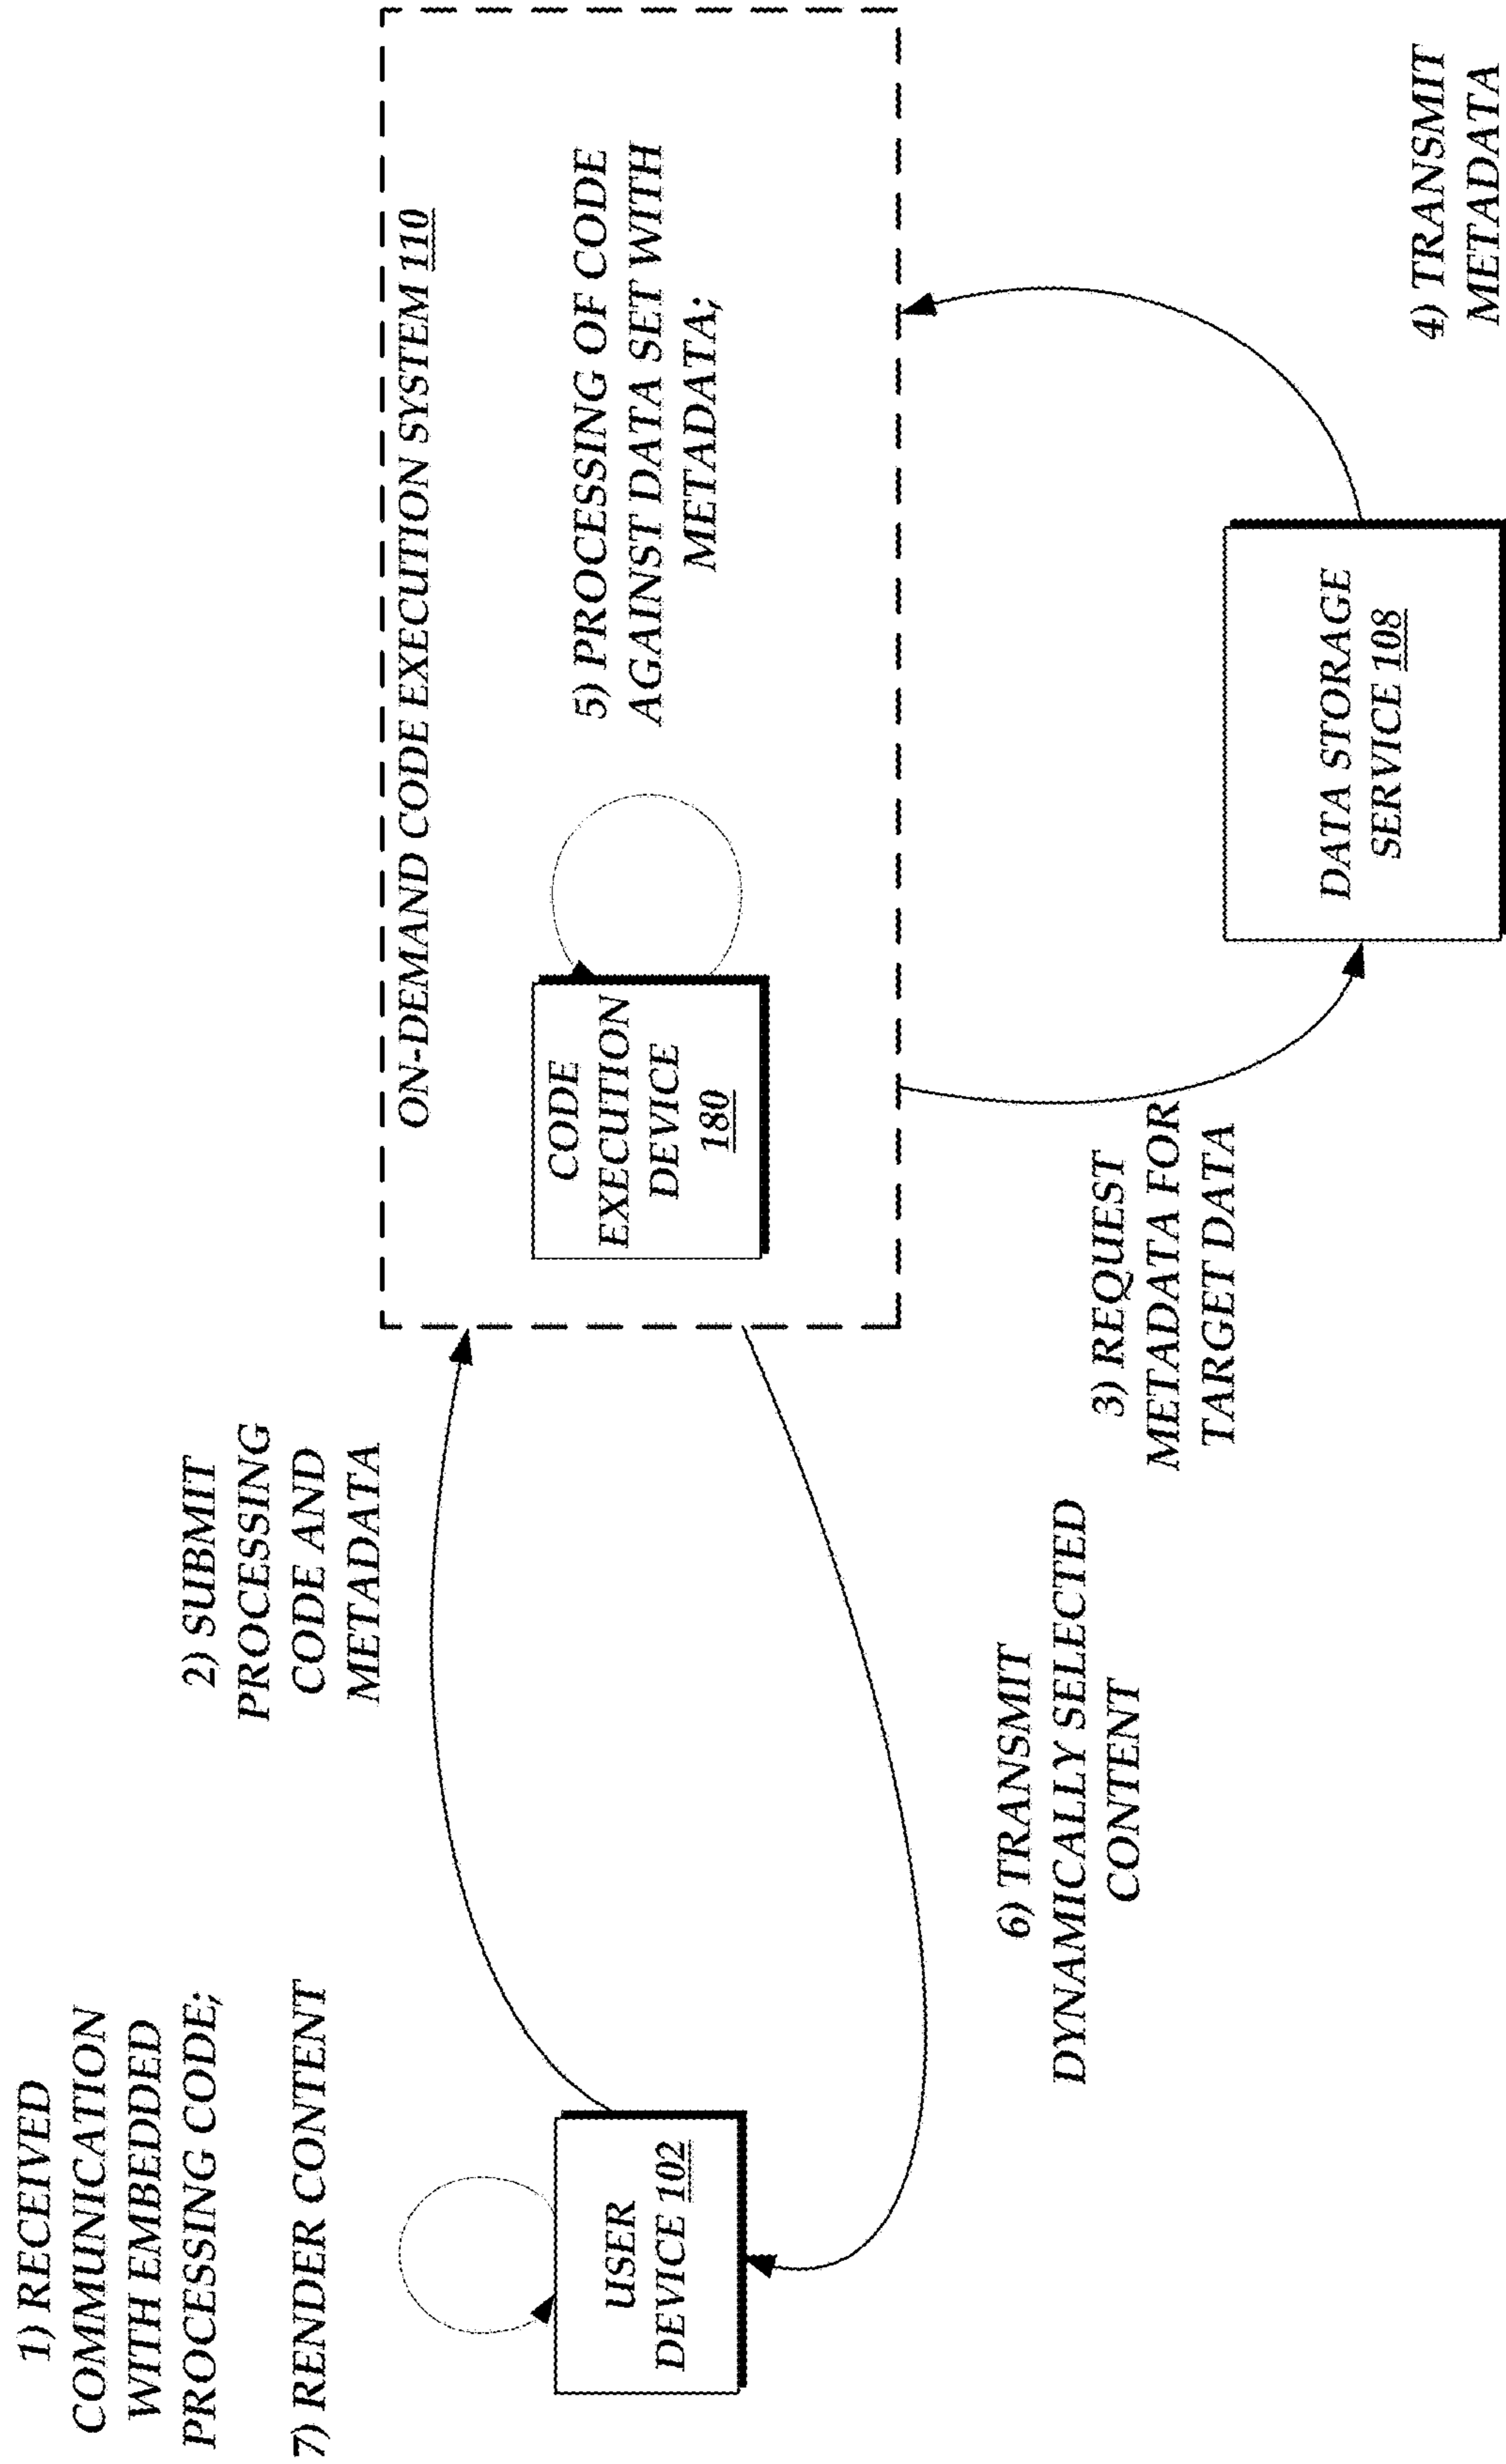 1) RECEIVED
COMMUNICATION
WITH EMBEDDED
PROCESSING CODE;
7) RENDER CONTENT
USER
DEVICE 102
2) SUBMIT
PROCESSING
CODE AND
METADATA
ON-DEMAND CODE EXECUTION SYSTEM 110
CODE
EXECUTION
DEVICE
180
5) PROCESSING OF CODE
AGAINST DATA SET WITH
METADATA;
6) TRANSMIT
DYNAMICALLY SELECTED
CONTENT
3) REQUEST
METADATA FOR
TARGET DATA
DATA STORAGE
SERVICE 108
4) TRANSMIT
METADATA